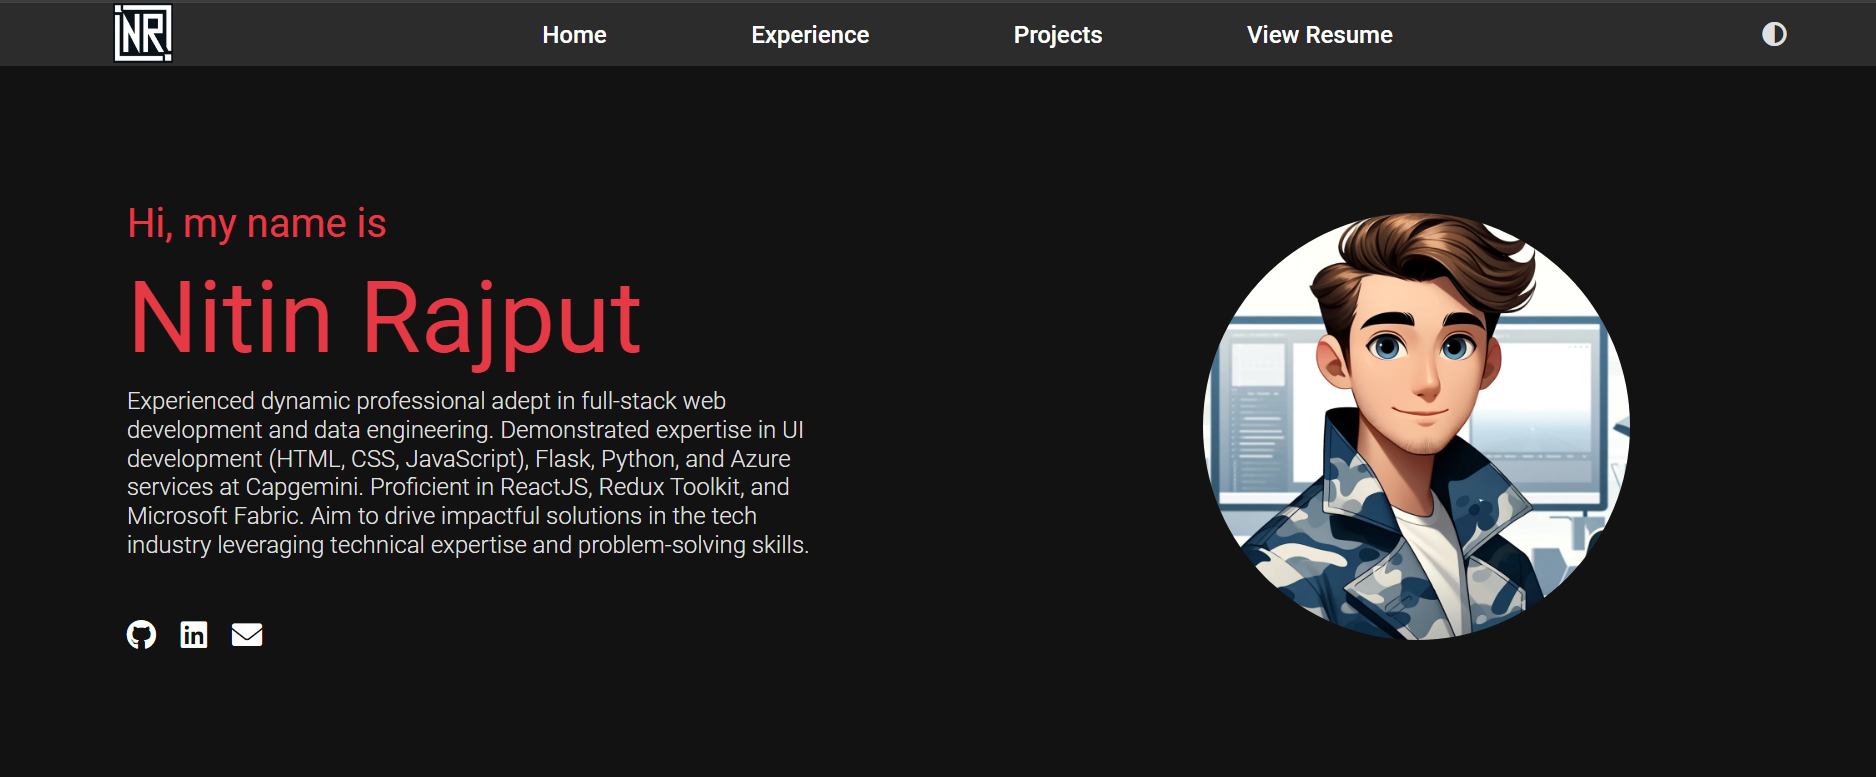 NR
Home Experience Projects View Resume
Hi, my name is
Nitin Rajput
Experienced dynamic professional adept in full-stack web
development and data engineering. Demonstrated expertise in UI
development (HTML, CSS, JavaScript), Flask, Python, and Azure
services at Capgemini. Proficient in ReactJS, Redux Toolkit, and
Microsoft Fabric. Aim to drive impactful solutions in the tech
industry leveraging technical expertise and problem-solving skills.
in